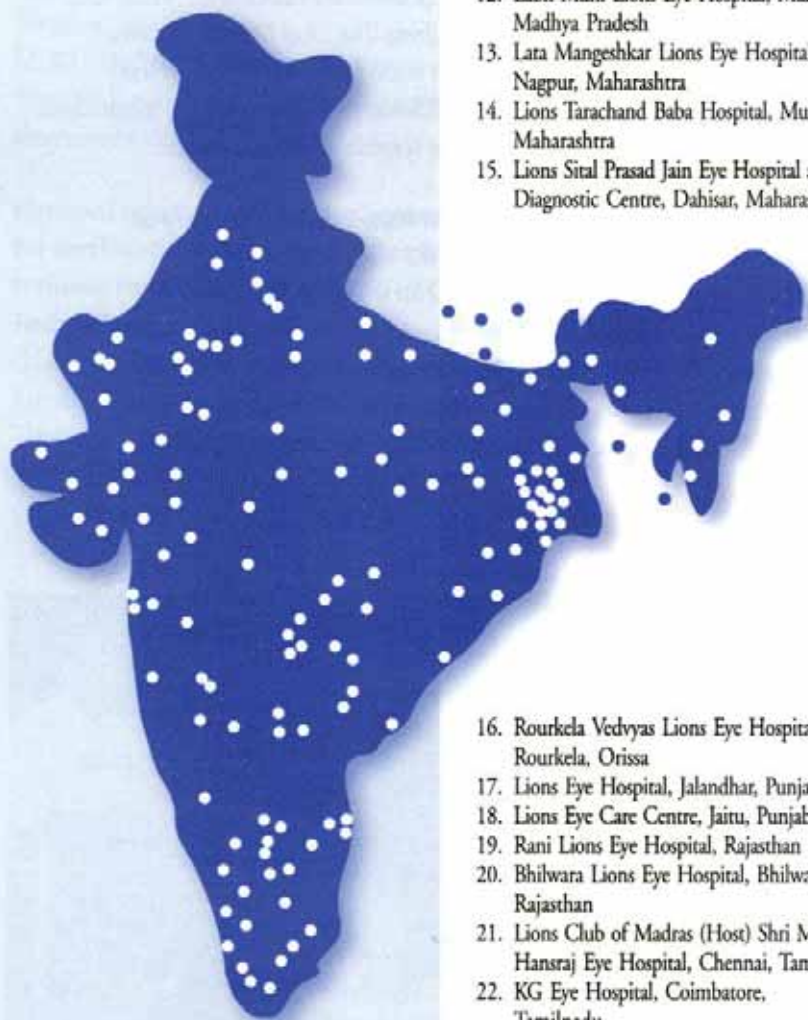 Madhya Pradesh
13. Lata Mangeshkar Lions Eye Hospital
Nagpur, Maharashtra
14. Lions Tarachand Baba Hospital,
Maharashtra
15. Lions Sital Prasad Jain Eye Hospital
Diagnostic Centre, Dahisar,
16. Rourkela Vedvyas Lions Eye
Rourkela, Orissa
17. Lions Eye Hospital, Jalandhar,
18. Lions Eye Care Centre, Jaitu, Punjab
19. Rani Lions Eye Hospital, Rajasthan
20. Bhilwara Lions Eye Hospital,
Rajasthan
21. Lions Club of Madras (Host) Shri
Hansraj Eye Hospital, Chennai,
22. KG Eye Hospital, Coimbatore,